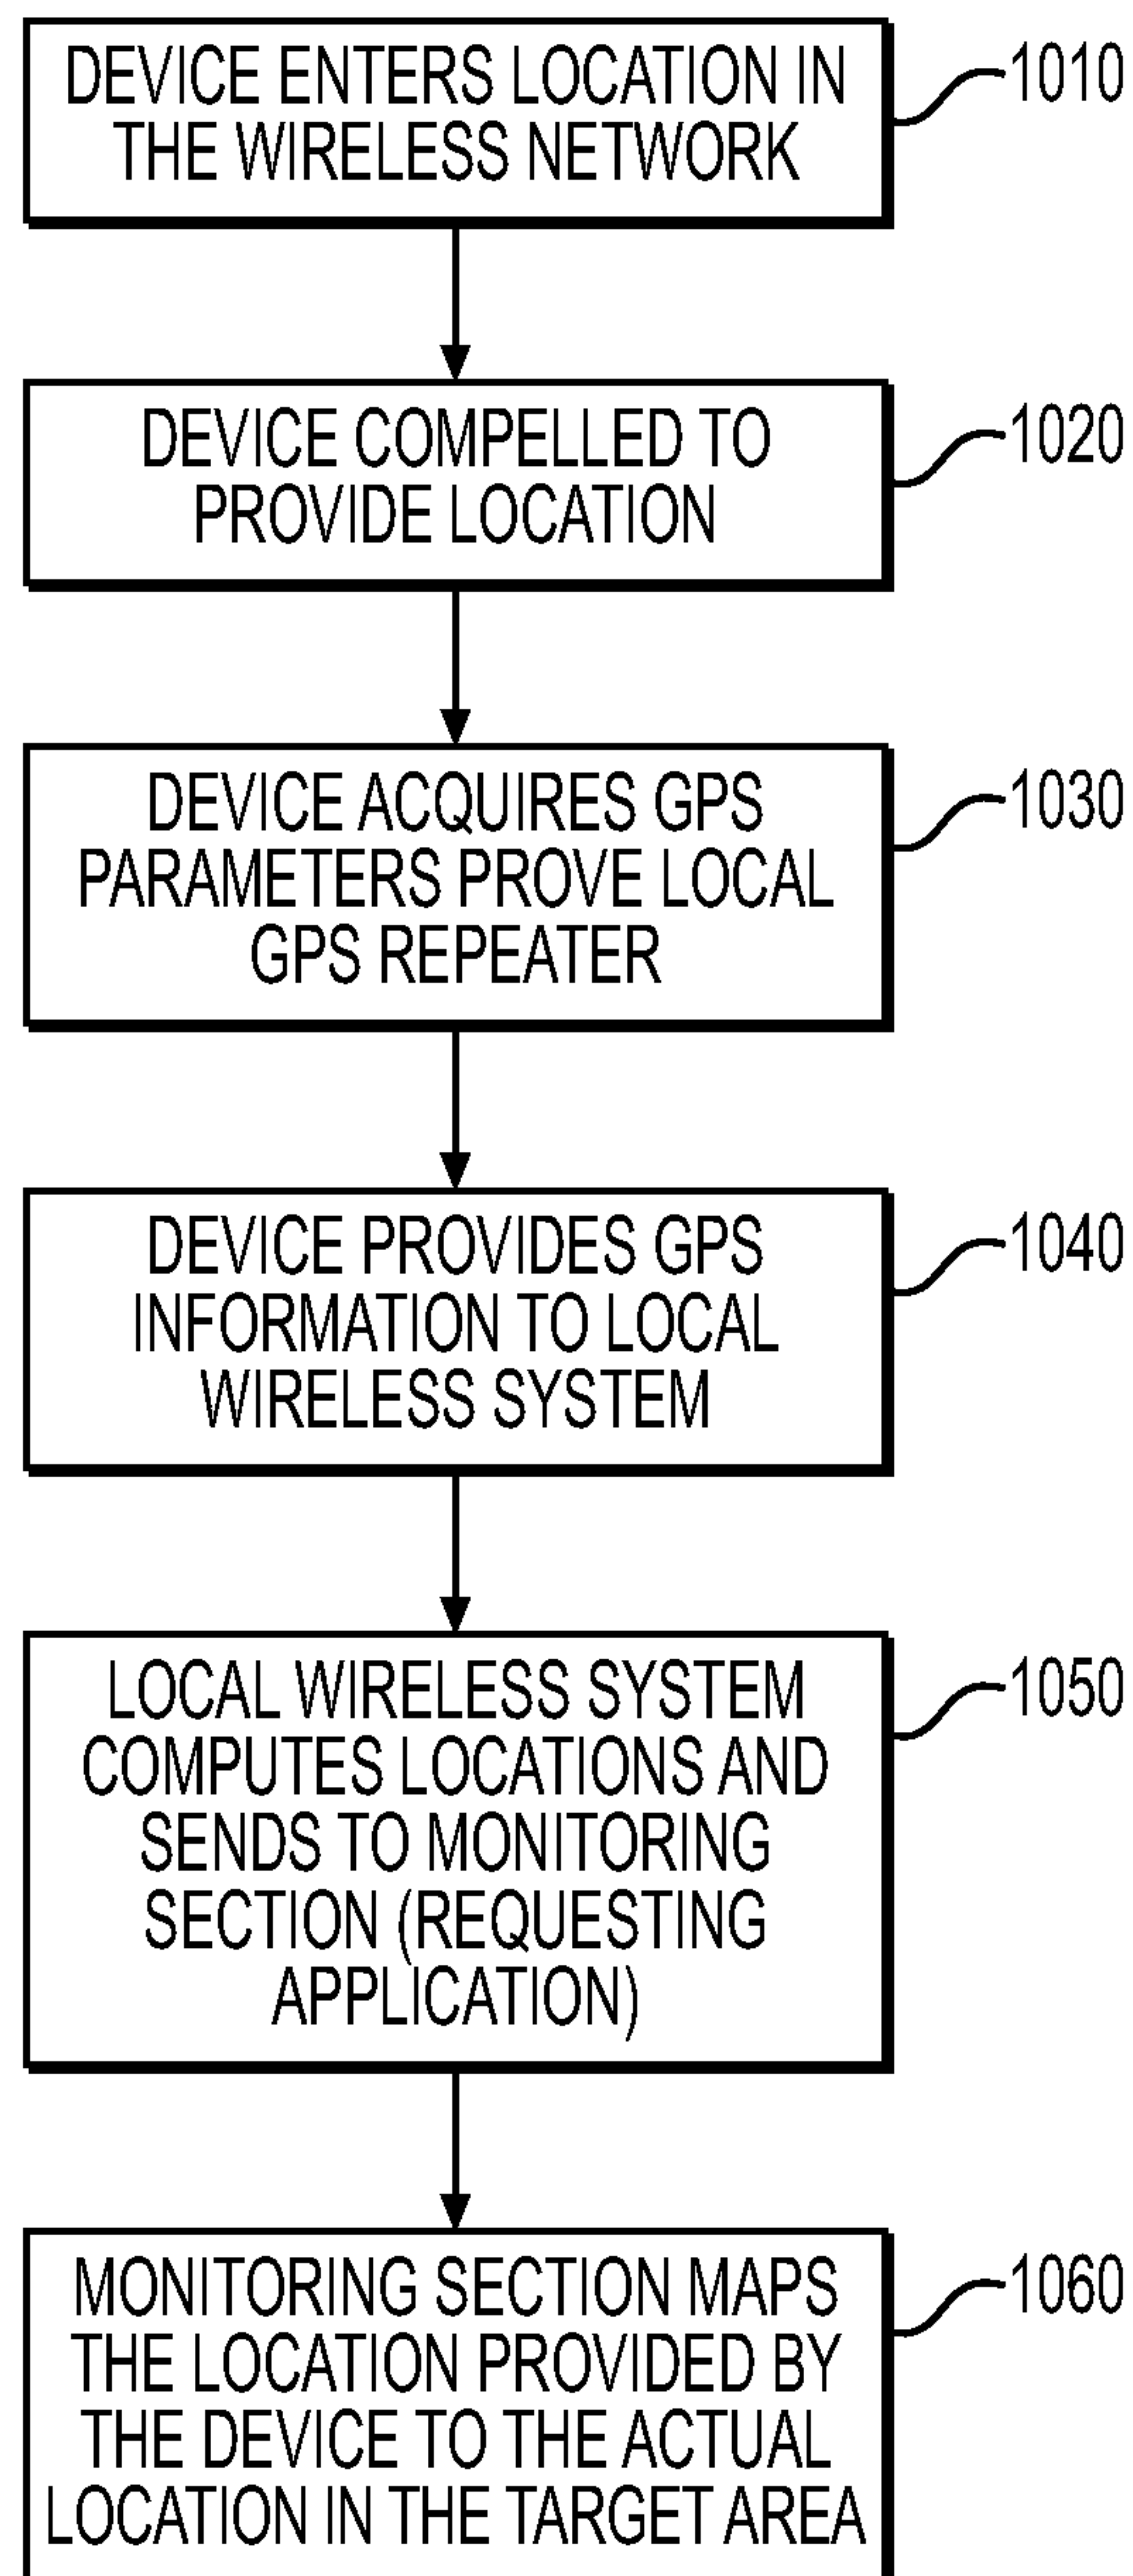 DEVICE ENTERS LOCATION IN
THE WIRELESS NETWORK
1010
DEVICE COMPELLED TO
PROVIDE LOCATION
1020
DEVICE ACQUIRES GPS
PARAMETERS PROVE LOCAL
GPS REPEATER
1030
DEVICE PROVIDES GPS
INFORMATION TO LOCAL
WIRELESS SYSTEM
1040
LOCAL WIRELESS SYSTEM
COMPUTES LOCATIONS AND
SENDS TO MONITORING
SECTION (REQUESTING
APPLICATION)
1050
MONITORING SECTION MAPS
THE LOCATION PROVIDED BY
THE DEVICE TO THE ACTUAL
LOCATION IN THE TARGET AREA
1060